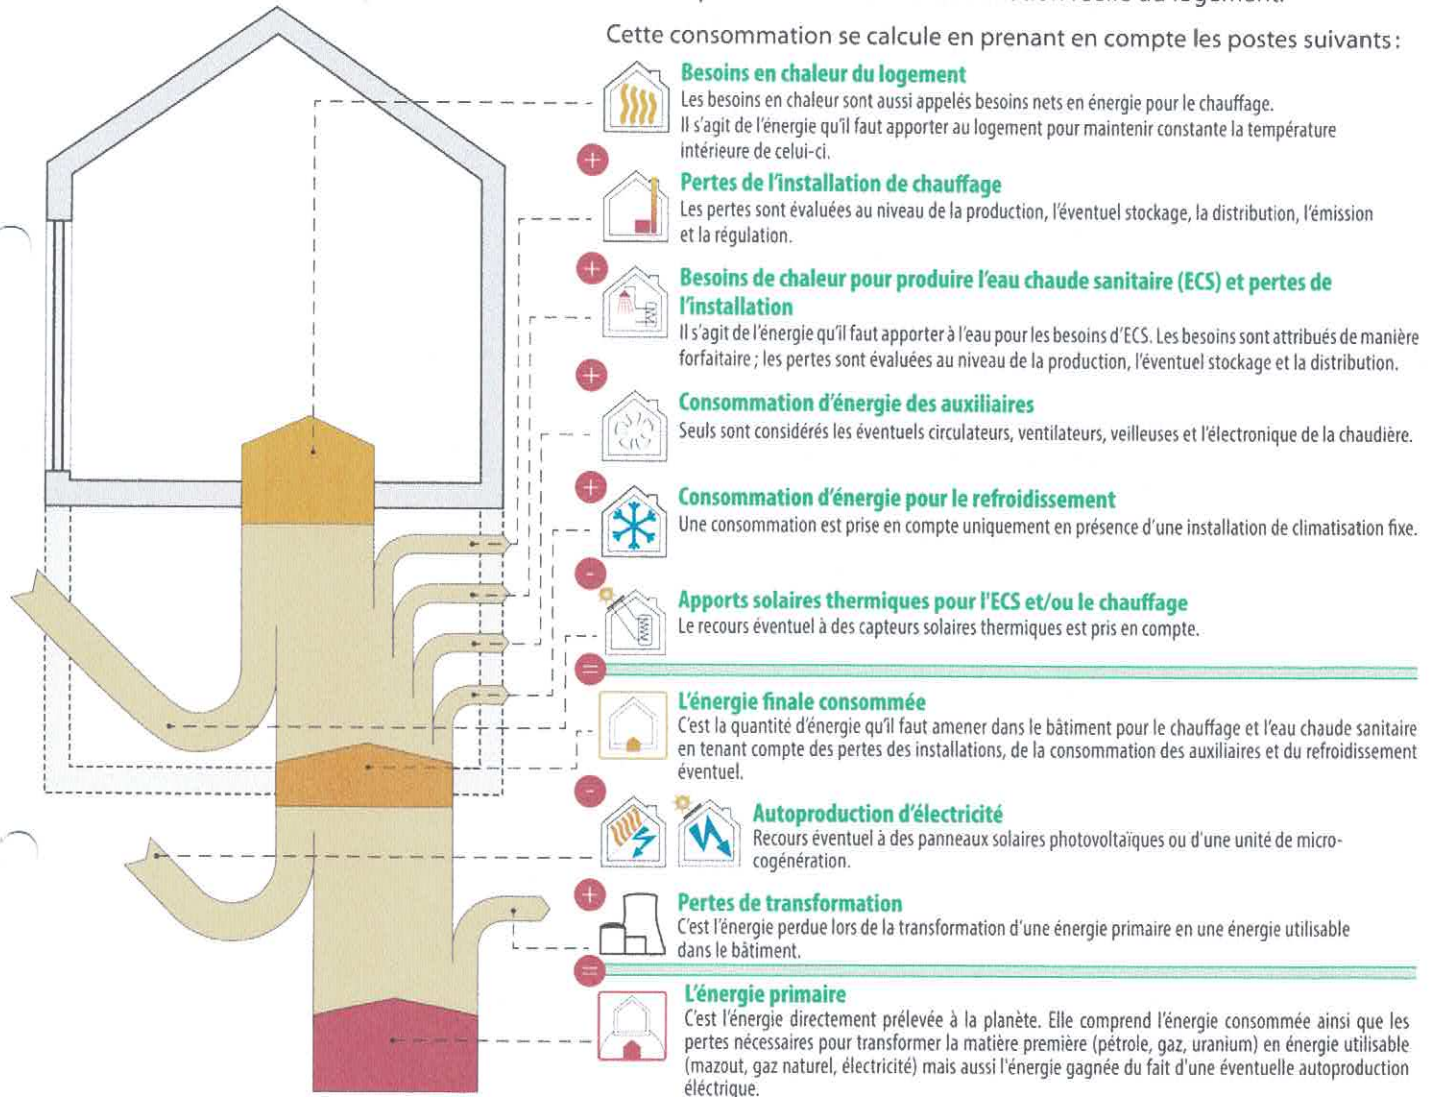 Cette consommation se calcule en prenant en compte les postes suivants :
Besoins en chaleur du logement
Les besoins en chaleur sont aussi appelés besoins nets en énergie pour le chauffage.
Il s'agit de l'énergie qu'il faut apporter au logement pour maintenir constante la température
intérieure de celui-ci.
+
Pertes de l'installation de chauffage
Les pertes sont évaluées au niveau de la production, l'éventuel stockage, la distribution, l'émission
et la régulation.
+
Besoins de chaleur pour produire l'eau chaude sanitaire (ECS) et pertes de
l'installation
Il s'agit de l'énergie qu'il faut apporter à l'eau pour les besoins d'ECS. Les besoins sont attribués de manière
forfaitaire ; les pertes sont évaluées au niveau de la production, l'éventuel stockage et la distribution.
+
Consommation d'énergie des auxiliaires
Seuls sont considérés les éventuels circulateurs, ventilateurs, veilleuses et l'électronique de la chaudière.
+
Consommation d'énergie pour le refroidissement
Une consommation est prise en compte uniquement en présence d'une installation de climatisation fixe.
-
Apports solaires thermiques pour l'ECS et/ou le chauffage
Le recours éventuel à des capteurs solaires thermiques est pris en compte.
=
L'énergie finale consommée
C'est la quantité d'énergie qu'il faut amener dans le bâtiment pour le chauffage et l'eau chaude sanitaire
en tenant compte des pertes des installations, de la consommation des auxiliaires et du refroidissement
éventuel.
-
Autoproduction d'électricité
Recours éventuel à des panneaux solaires photovoltaïques ou d'une unité de micro-
cogénération.
+
Pertes de transformation
C'est l'énergie perdue lors de la transformation d'une énergie primaire en une énergie utilisable
dans le bâtiment.
=
L'énergie primaire
C'est l'énergie directement prélevée à la planète. Elle comprend l'énergie consommée ainsi que les
pertes nécessaires pour transformer la matière première (pétrole, gaz, uranium) en énergie utilisable
(mazout, gaz naturel, électricité) mais aussi l'énergie gagnée du fait d'une éventuelle autoproduction
éléctrique.